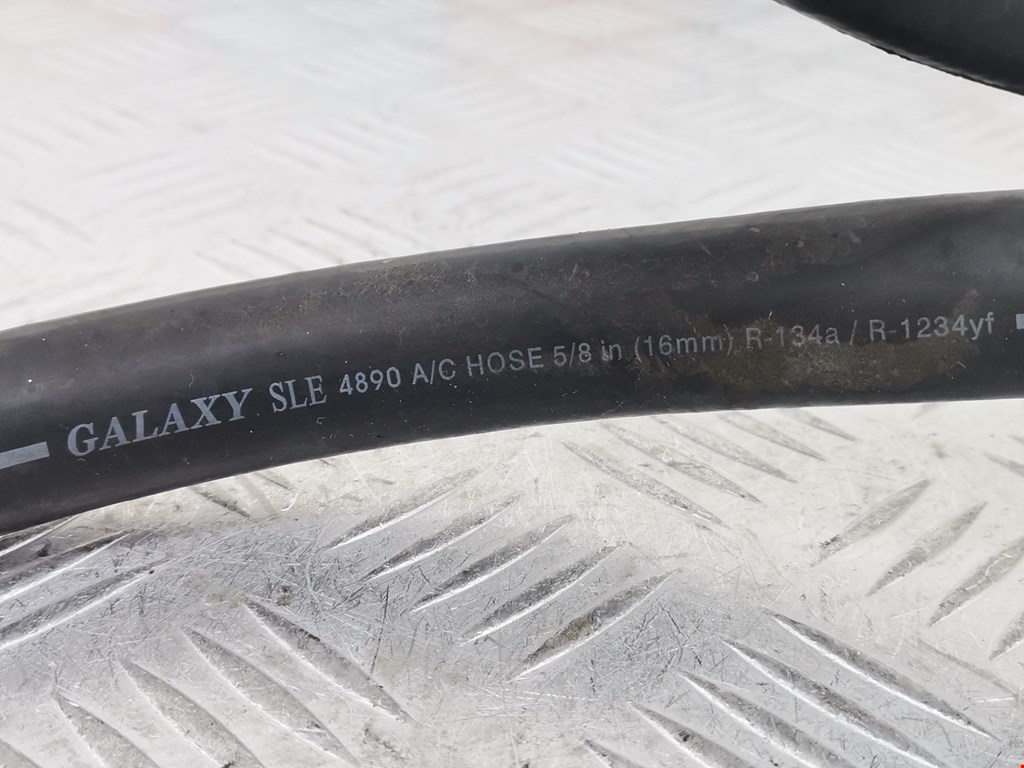 GALAXY SLE 4890 A/C HOSE 5/8 in (16mm) R-134a / R-1234yf